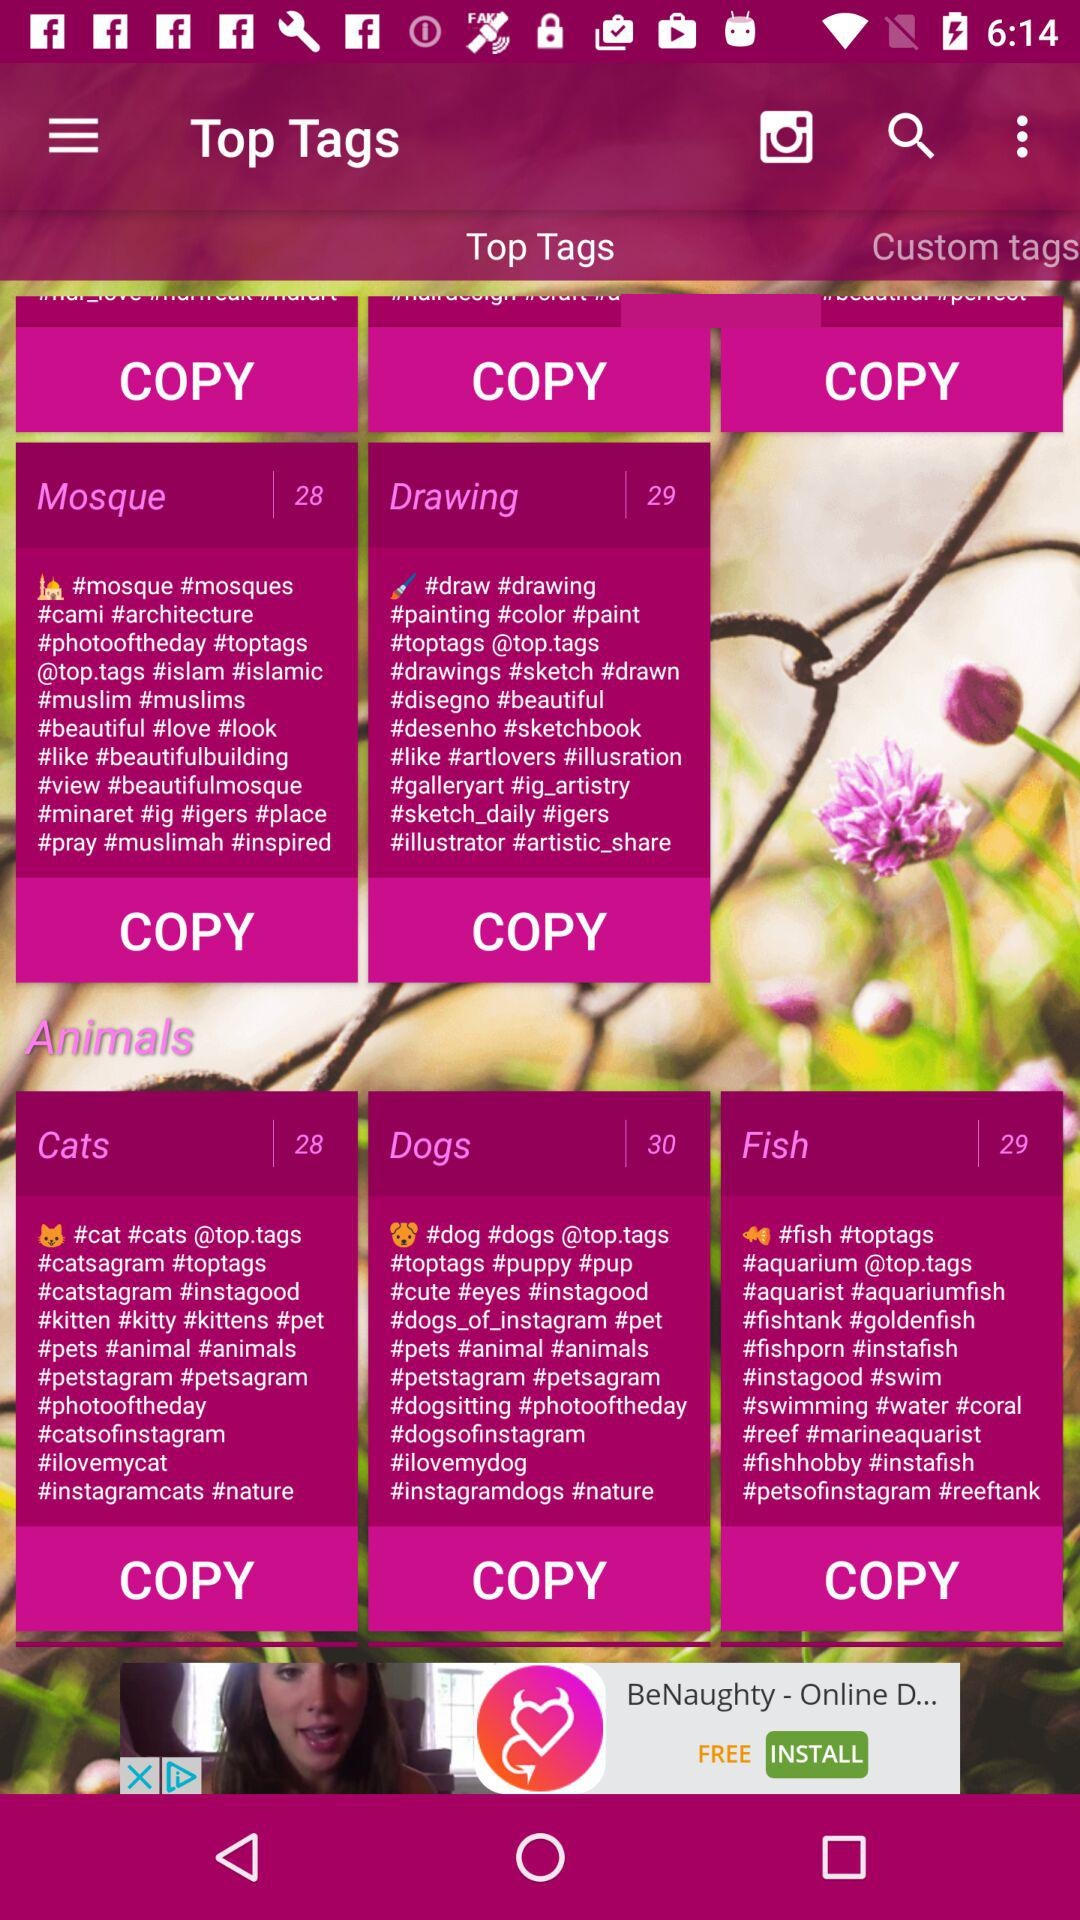 FAKE
6:14
Top Tags
Top Tags
Custom tags
#perfect
COPY
COPY
COPY
Mosque 28
#mosque #mosques
#cami #architecture
#photooftheday #toptags
@top.tags #islam #islamic
#muslim #muslims
#beautiful #love #look
#like #beautifulbuilding
#view #beautifulmosque
#minaret #ig #igers #place
#pray #muslimah #inspired
COPY
Drawing 29
#draw #drawing
#painting #color #paint
#toptags @top.tags
#drawings #sketch #drawn
#disegno #beautiful
#desenho #sketchbook
#like #artlovers #illusration
#galleryart #ig_artistry
#sketch_daily #igers
#illustrator #artistic_share
COPY
Animals
Cats 28
#cat #cats @top.tags
#catsagram #toptags
#catstagram #instagood
#kitten #kitty #kittens #pet
#pets #animal #animals
#petstagram #petsagram
#photooftheday
#catsofinstagram
#ilovemycat
#instagramcats #nature
COPY
Dogs 30
#dog #dogs @top.tags
#toptags #puppy #pup
#cute #eyes #instagood
#dogs_of_instagram #pet
#pets #animal #animals
#petstagram #petsagram
#dogsitting #photooftheday
#dogsofinstagram
#ilovemydog
#instagramdogs #nature
COPY
Fish 29
#fish #toptags
#aquarium @top.tags
#aquarist #aquariumfish
#fishtank #goldenfish
#fishporn #instafish
#instagood #swim
#swimming #water #coral
#reef #marineaquarist
#fishhobby #instafish
#petsofinstagram #reeftank
COPY
BeNaughty - Online D...
FREE INSTALL